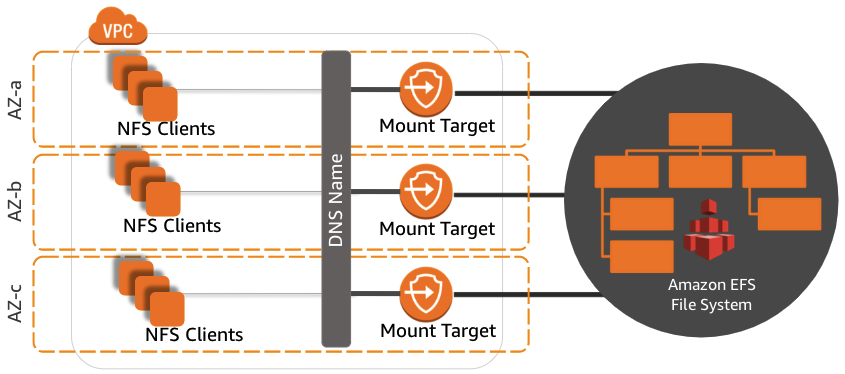 VPC
AZ-a
NFS Clients
Mount Target
AZ-b
NFS Clients
DNS Name
Mount Target
AZ-c
NFS Clients
Mount Target
Amazon EFS
File System